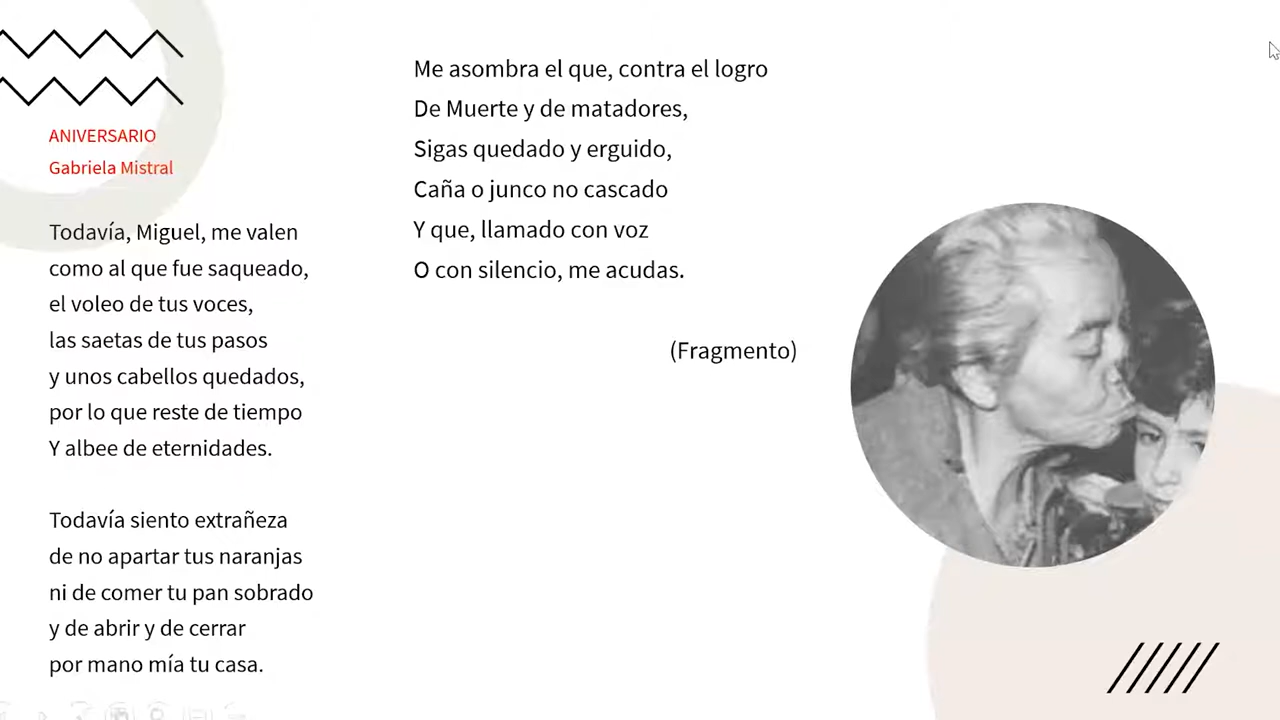 ANIVERSARIO
Gabriela Mistral
Todavía, Miguel, me valen
como al que fue saqueado,
el voleo de tus voces,
las saetas de tus pasos
y unos cabellos quedados,
por lo que reste de tiempo
Y albee de eternidades.
Todavía siento extrañeza
de no apartar tus naranjas
ni de comer tu pan sobrado
y de abrir y de cerrar
por mano mía tu casa.
Me asombra el que, contra el logro
De Muerte y de matadores,
Sigas quedado y erguido,
Caña o junco no cascado
Y que, llamado con voz
O con silencio, me acudas.
(Fragmento)